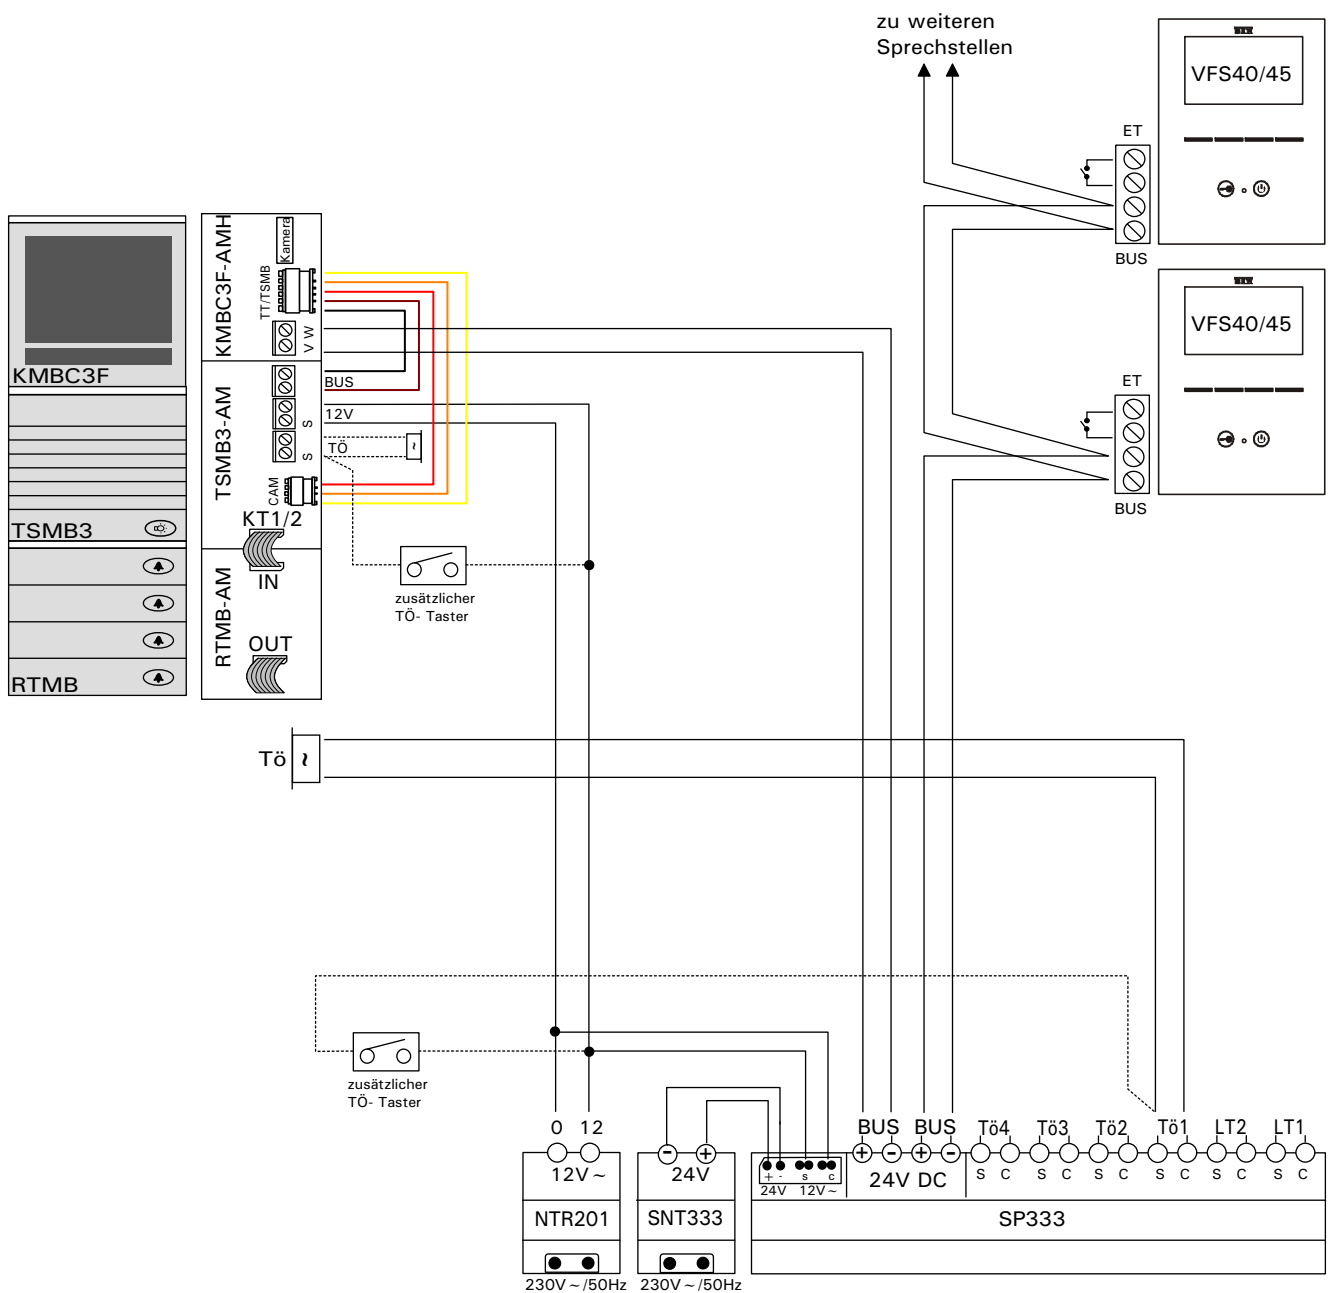 zu weiteren
Sprechstellen
VFS40/45
ET
BUS
VFS40/45
ET
BUS
KMBC3F
TSMB3
RTMB
KMBC3F-AMH
Kamera
TT/TSMB
V W
TSMB3-AM
BUS
12V
S
TÖ
S
~
CAM
KT1/2
IN
RTMB-AM
OUT
zusätzlicher
TÖ- Taster
Tö
~
zusätzlicher
TÖ- Taster
0 12
12V~
NTR201
230V~/50Hz
- +
24V
SNT333
230V~/50Hz
+ - s c
24V 12V~
BUS BUS
+ - + -
24V DC
Tö4 Tö3 Tö2 Tö1 LT2 LT1
S C S C S C S C S C S C
SP333